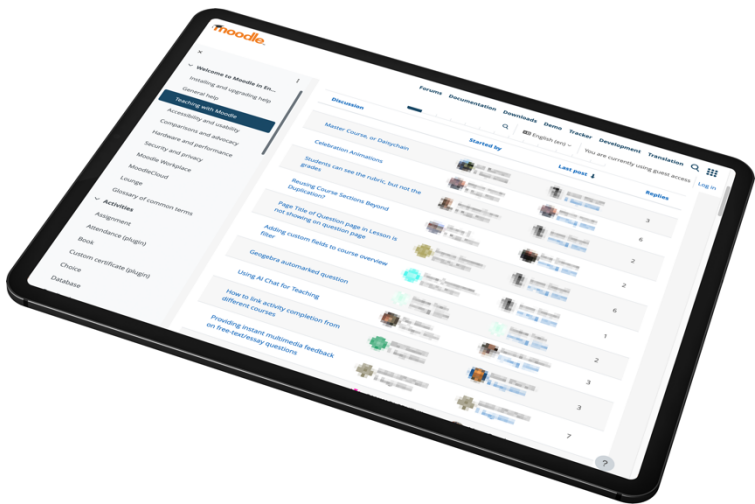 moodle
Forums Documentation Downloads Demo Tracker Development Translation
English (en)
You are currently using guest access
Log in
×
Welcome to Moodle in En...
Installing and upgrading help
General help
Teaching with Moodle
Accessibility and usability
Comparisons and advocacy
Hardware and performance
Security and privacy
Moodle Workplace
MoodleCloud
Lounge
Glossary of common terms
Activities
Assignment
Attendance (plugin)
Book
Custom certificate (plugin)
Choice
Database
Discussion Started by Last post ↓ Replies
Master Course, or Daisychain 3
Celebration Animations 6
Students can see the rubric, but not the
grades 2
Reusing Course Sections Beyond
Duplication? 2
Page Title of Question page in Lesson is
not showing on question page 6
Adding custom fields to course overview
filter 1
Geogebra automarked question 2
Using AI Chat for Teaching 3
How to link activity completion from
different courses 3
Providing instant multimedia feedback
on free-text/essay questions 7
?